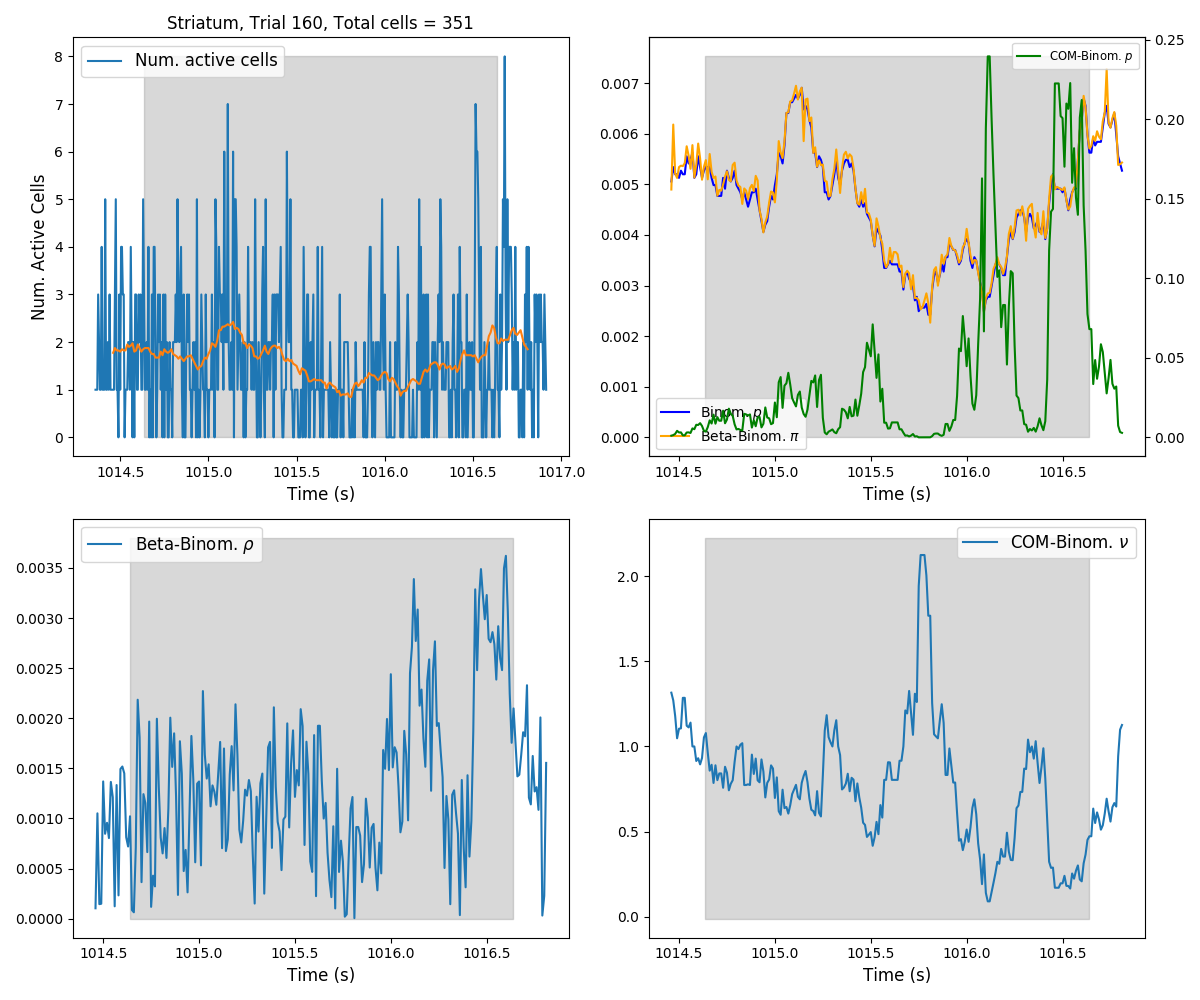 Striatum, Trial 160, Total cells = 351
Num. active cells
Num. Active Cells
8
7
6
5
4
3
2
1
0
1014.5 1015.0 1015.5 1016.0 1016.5 1017.0
Time (s)
COM-Binom. p
0.007
0.006
0.005
0.004
0.003
0.002
0.001
0.000
0.25
0.20
0.15
0.10
0.05
0.00
Binom. p
Beta-Binom. π
1014.5 1015.0 1015.5 1016.0 1016.5
Time (s)
Beta-Binom. ρ
0.0035
0.0030
0.0025
0.0020
0.0015
0.0010
0.0005
0.0000
1014.5 1015.0 1015.5 1016.0 1016.5
Time (s)
COM-Binom. ν
2.0
1.5
1.0
0.5
0.0
1014.5 1015.0 1015.5 1016.0 1016.5
Time (s)